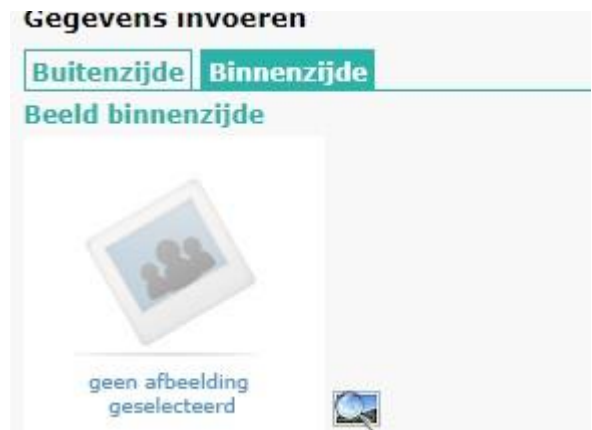 Gegevens invoeren
Buitenzijde Binnenzijde
Beeld binnenzijde
geen afbeelding
geselecteerd